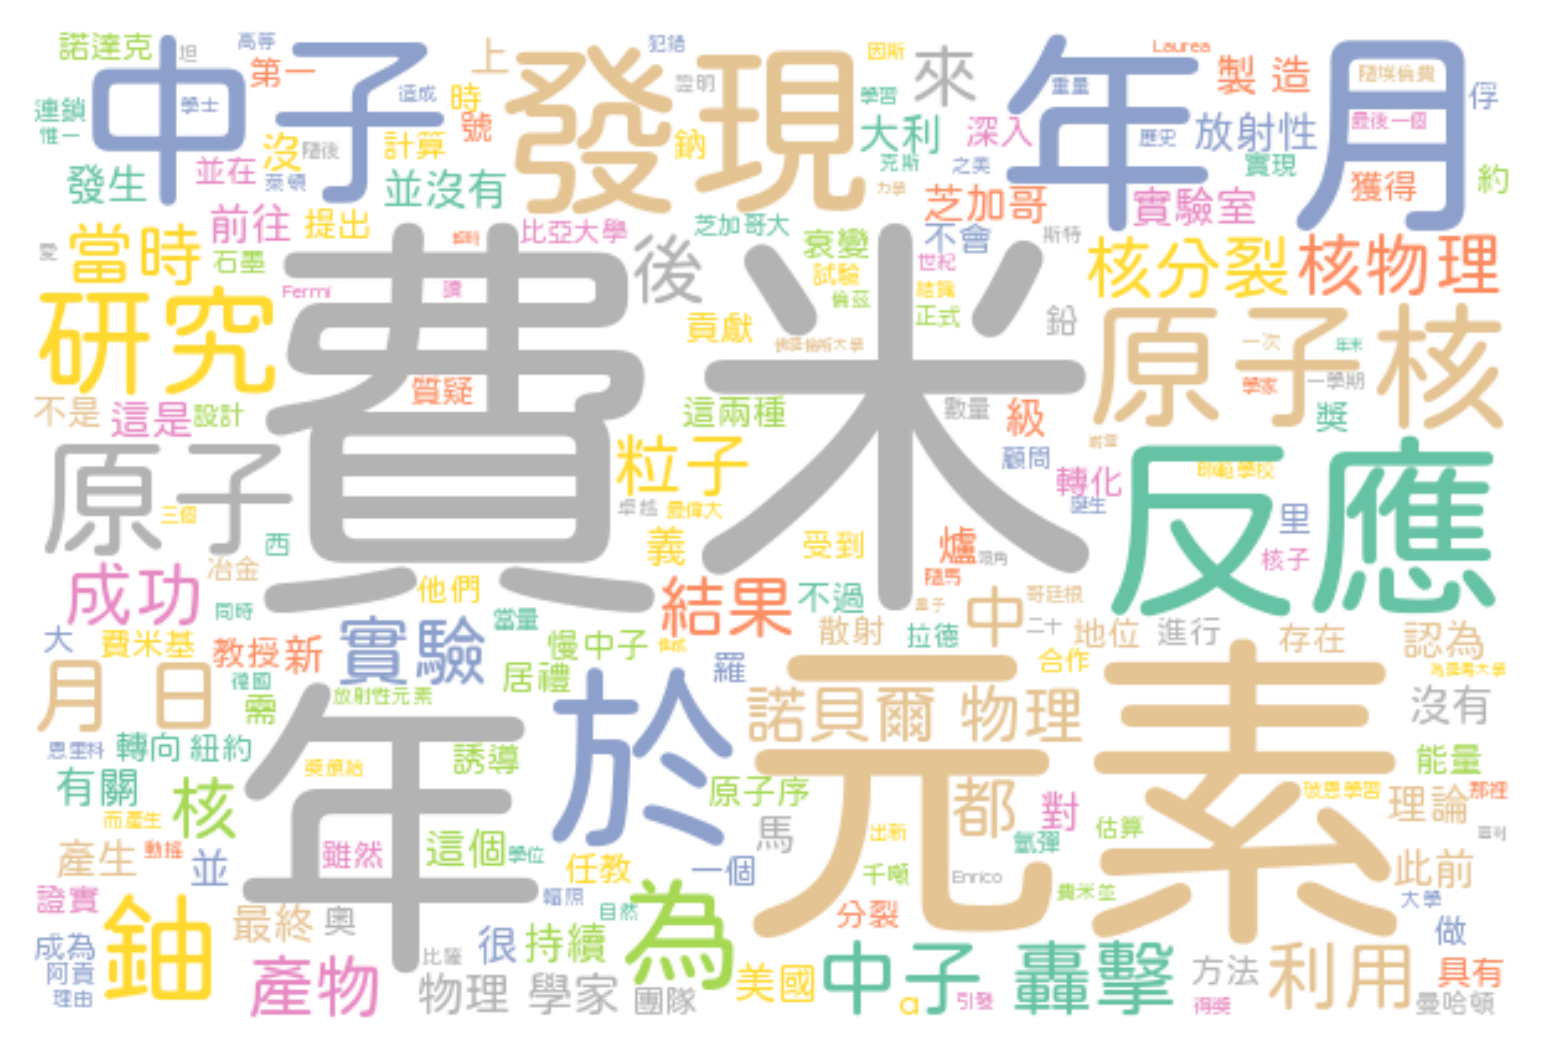 諾達克
坦
高等
上
犯錯
因斯
來
Laurea
製 造
隨埃倫費
俘
中子
發現
年 月
第一
連鎖
學士
造成
時
證明
學習
重量
惟一
號
大利
深入
歷史
放射性
最後一個
沒
隨後
計算
鈉
克斯
之美
實現
發生
並在
萊頓
並沒有
力學
芝加哥
實驗室
獲得
約
前往
提出
比亞大學
芝加哥大
不會
斯特
愛
當時
石墨
後
衰變
世紀
核分裂
核物理
Fermi
讀
試驗
倫茲
結識
正式
鉛
研究
費米
貢獻
佛羅倫斯大學
原子核
一次
年末
質疑
學家
一學期
不是
這是
設計
這兩種
數量
級
獎
原子
粒子
顧問
轉化
師範學校
反應
三個
卓越
最偉大
誕生
里
西
義
受到
爐
核子
冶金
隨馬
成功
同時
他們
結果
不過
中
哥廷根
大
費米基
教授
新
實驗
當量
慢中子
散射
拉德
二十
地位
進行
存在
認為
合作
月 日
德國
需
居禮
羅
放射性元素
諾貝爾 物理
元素
沒有
恩里科
轉向
紐約
年
於
獎頒給
誘導
原子序
能量
有關
核
都
對
玻恩學習
理論
那裡
而產生
馬
出新
估算
產生
動搖
並
雖然
這個
學位
任教
一個
氫彈
千噸
Enrico
費米並
此前
證實
鈾
輻照
自然
為
分裂
大學
最終
奧
成為
很
持續
做
比薩
阿貢
理由
產物
物理 學家
團隊
美國
中子
α
引發
轟擊
方法
得獎
利用
具有
曼哈頓